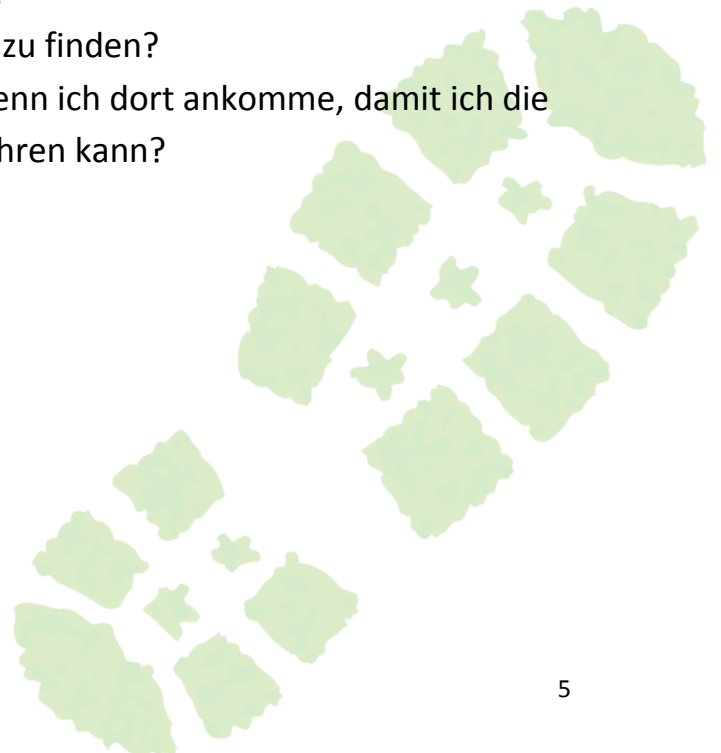 zu finden?
enn ich dort ankomme, damit ich die
hren kann?
5